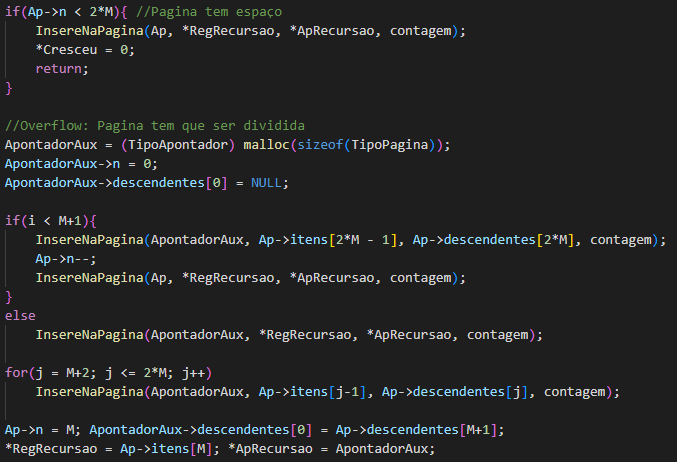 if(Ap->n < 2*M){ //Pagina tem espaço
InsereNaPagina(Ap, *RegRecursao, *ApRecursao, contagem);
*Cresceu = 0;
return;
}
//Overflow: Pagina tem que ser dividida
ApontadorAux = (TipoApontador) malloc(sizeof(TipoPagina));
ApontadorAux->n = 0;
ApontadorAux->descendentes[0] = NULL;
if(i < M+1){
InsereNaPagina(ApontadorAux, Ap->itens[2*M - 1], Ap->descendentes[2*M], contagem);
Ap->n--;
InsereNaPagina(Ap, *RegRecursao, *ApRecursao, contagem);
}
else
InsereNaPagina(ApontadorAux, *RegRecursao, *ApRecursao, contagem);
for(j = M+2; j <= 2*M; j++)
InsereNaPagina(ApontadorAux, Ap->itens[j-1], Ap->descendentes[j], contagem);
Ap->n = M; ApontadorAux->descendentes[0] = Ap->descendentes[M+1];
*RegRecursao = Ap->itens[M]; *ApRecursao = ApontadorAux;